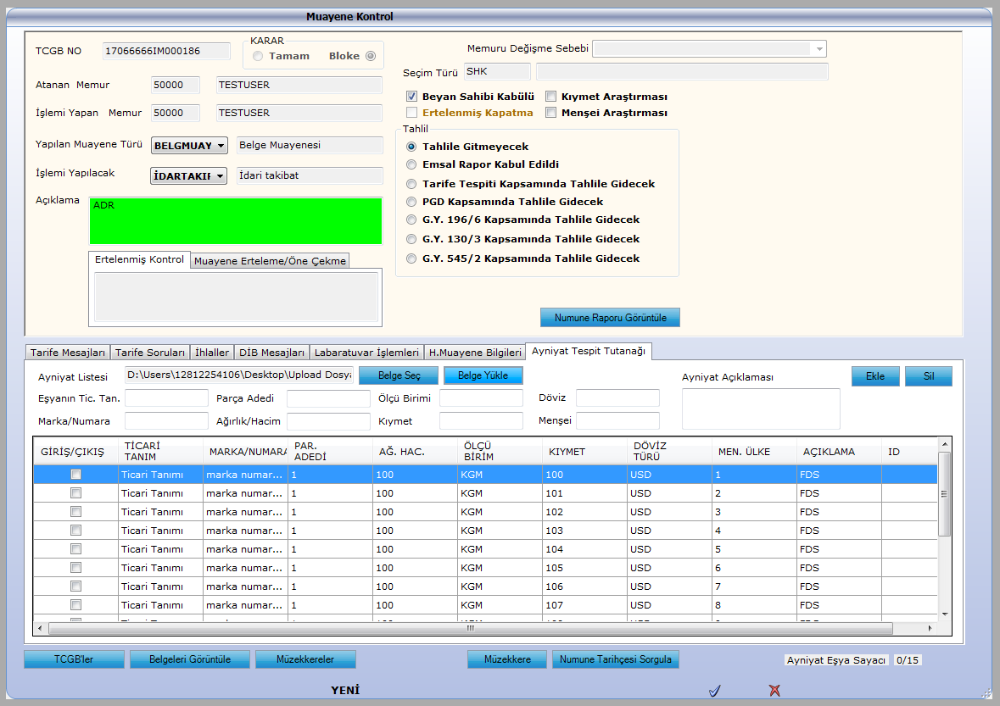 Muayene Kontrol
TCGB NO 17066666IM000186 KARAR Tamam Bloke Memuru Değişme Sebebi
Seçim Türü SHK
Atanan Memur 50000 TESTUSER
Beyan Sahibi Kabülü Kıymet Araştırması
İşlemi Yapan Memur 50000 TESTUSER
Ertelenmiş Kapatma Menşei Araştırması
Tahlil
Yapılan Muayene Türü BELGMUAY Belge Muayenesi
Tahlile Gitmeyecek
Emsal Rapor Kabul Edildi
İşlemi Yapılacak İDARTAKIF İdari takibat
Tarife Tespiti Kapsamında Tahlile Gidecek
Açıklama ADR
PGD Kapsamında Tahlile Gidecek
G.Y. 196/6 Kapsamında Tahlile Gidecek
G.Y. 130/3 Kapsamında Tahlile Gidecek
G.Y. 545/2 Kapsamında Tahlile Gidecek
Ertelenmiş Kontrol Muayene Erteleme/Öne Çekme
Numune Raporu Görüntüle
Tarife Mesajları Tarife Soruları İhlaller DİB Mesajları Labaratuvar İşlemleri H.Muayene Bilgileri Ayniyat Tespit Tutanağı
Ayniyat Listesi D:\Users\12812254106\Desktop\Upload Dosya Belge Seç Belge Yükle Ayniyat Açıklaması Ekle Sil
Eşyanın Tic. Tan. Parça Adedi Ölçü Birimi Döviz
Marka/Numara Ağırlık/Hacim Kıymet Menşei
GİRİŞ/ÇIKIŞ TİCARİ TANIM MARKA/NUMARA PAR. ADEDİ AĞ. HAC. ÖLÇÜ BİRİM KIYMET DÖVİZ TÜRÜ MEN. ÜLKE AÇIKLAMA ID
Ticari Tanımı marka numar... 1 100 KGM 100 USD 1 FDS
Ticari Tanımı marka numar... 1 100 KGM 101 USD 2 FDS
Ticari Tanımı marka numar... 1 100 KGM 102 USD 3 FDS
Ticari Tanımı marka numar... 1 100 KGM 103 USD 4 FDS
Ticari Tanımı marka numar... 1 100 KGM 104 USD 5 FDS
Ticari Tanımı marka numar... 1 100 KGM 105 USD 6 FDS
Ticari Tanımı marka numar... 1 100 KGM 106 USD 7 FDS
Ticari Tanımı marka numar... 1 100 KGM 107 USD 8 FDS
TCGB'ler Belgeleri Görüntüle Müzekkereler Müzekkere Numune Tarihçesi Sorgula Ayniyat Eşya Sayacı 0/15
YENİ